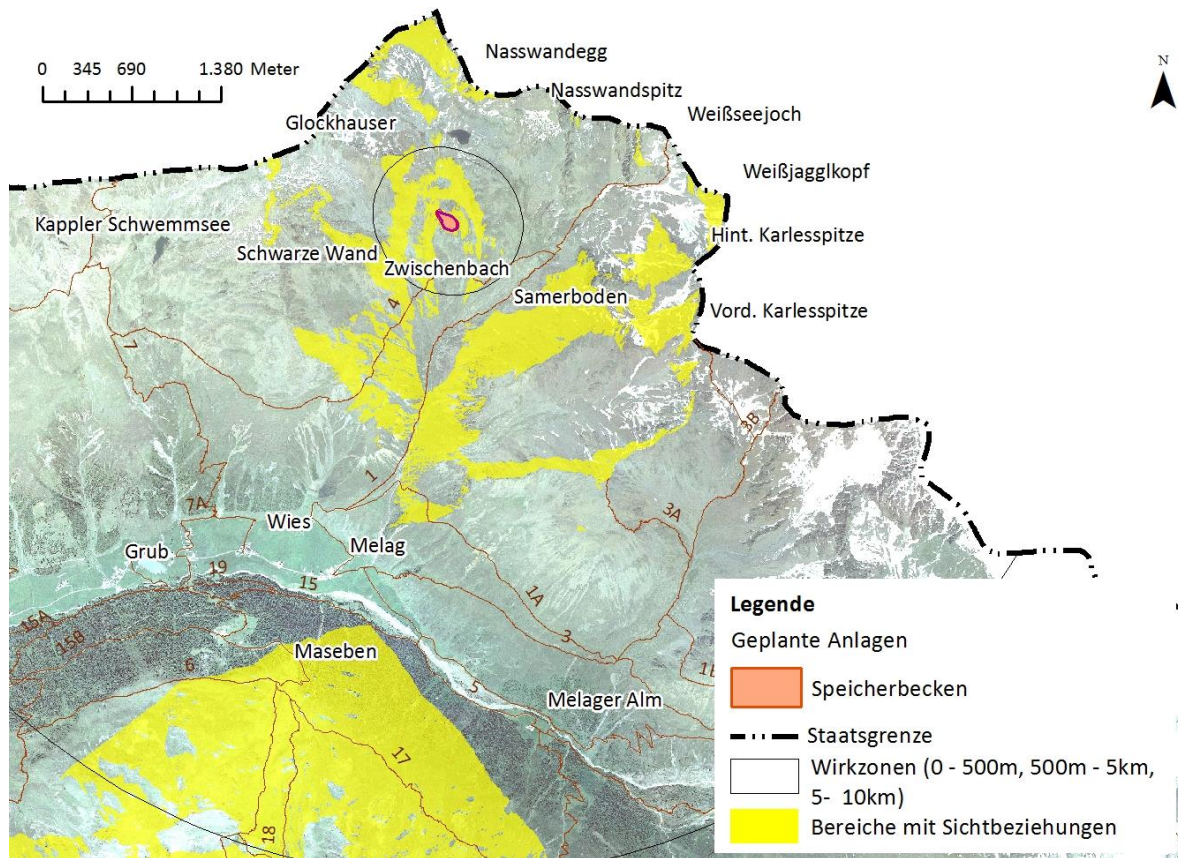 Nasswandegg
N
0 345 690 1.380 Meter
Nasswandspitz
Weißseejoch
Glockhauser
Weißjagglkopf
Kappler Schwemmsee
Hint. Karlesspitze
Schwarze Wand
Zwischenbach
Samerboden
4
Vord. Karlesspitze
7
3B
1
7A
3A
Wies
Grub
Melag
19
15
1A
15A
15B
3
Maseben
6
1B
5
Melager Alm
17
18
Legende
Geplante Anlagen
Speicherbecken
Staatsgrenze
Wirkzonen (0 - 500m, 500m - 5km,
5- 10km)
Bereiche mit Sichtbeziehungen